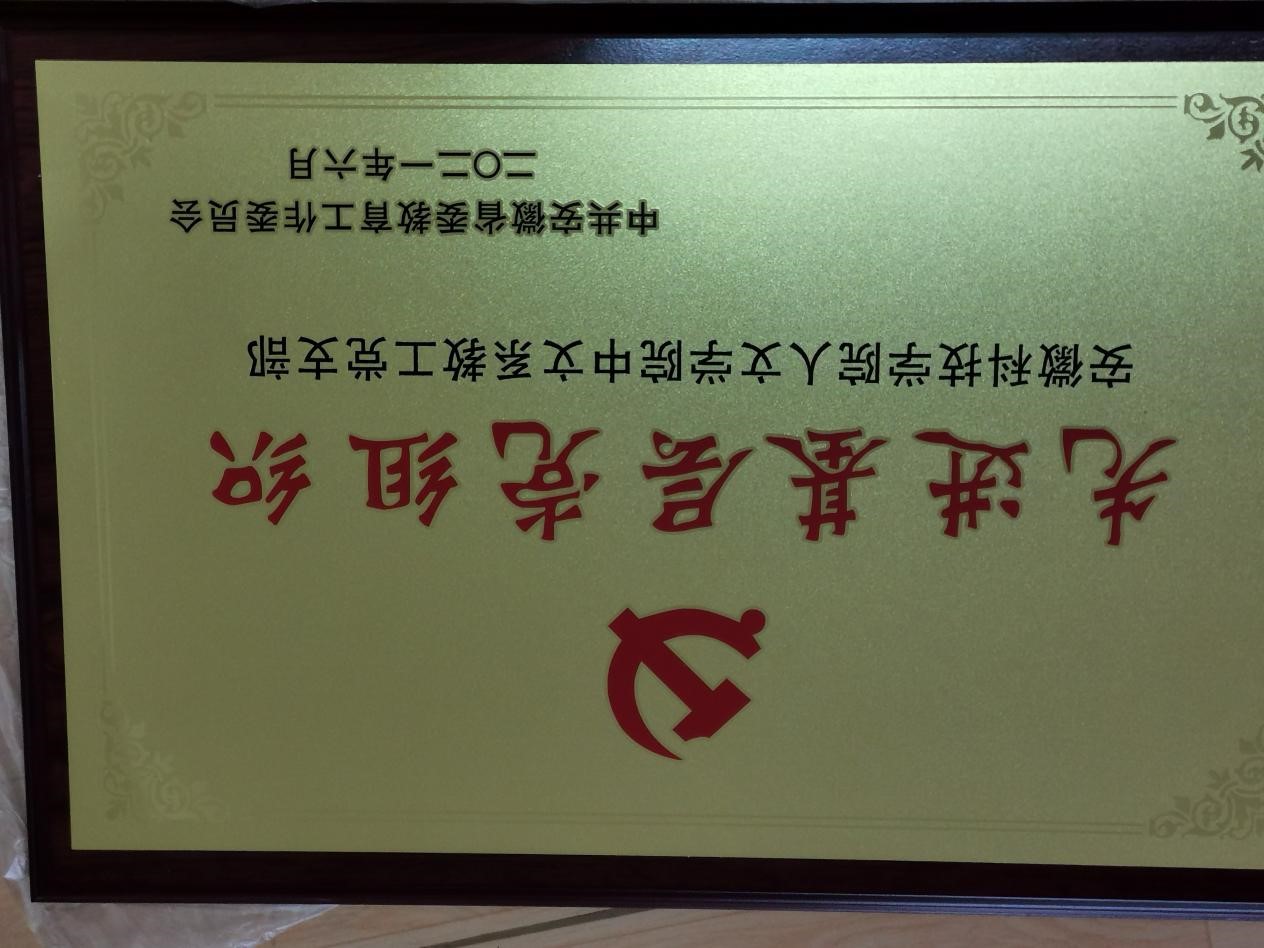 先进基层党组织
安徽科技学院人文学院中文系教工党支部
中共安徽省委教育工作委员会
二〇二一年六月